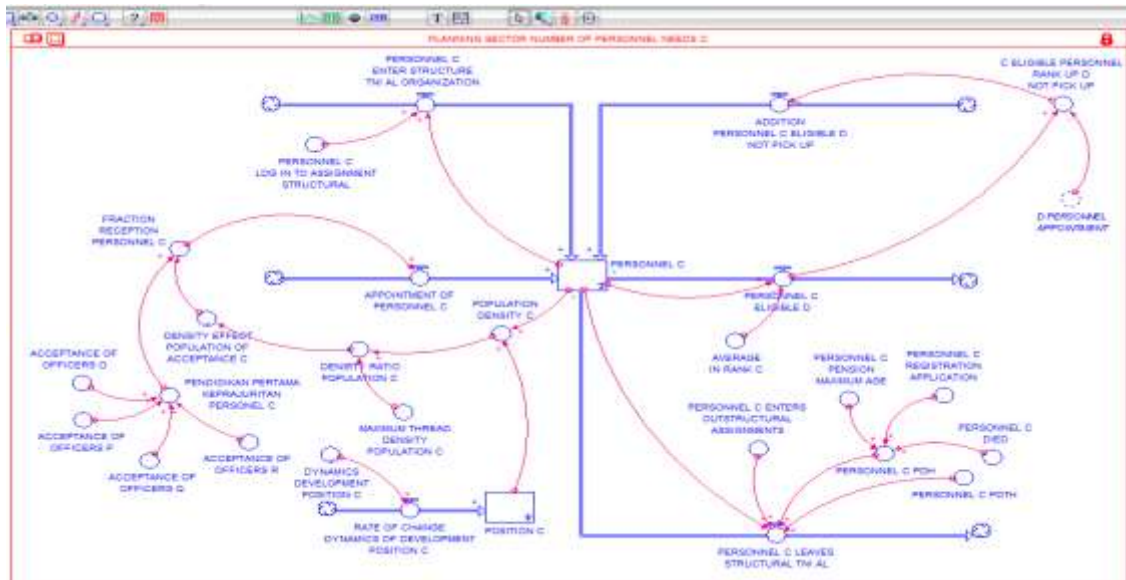 PLANNING SECTOR NUMBER OF PERSONNEL NEEDS C
PERSONNEL C
ENTER STRUCTURE
TNI AL ORGANIZATION
C ELIGIBLE PERSONNEL
RANK UP D
NOT PICK UP
ADDITION
PERSONNEL C ELIGIBLE D
NOT PICK UP
PERSONNEL C
LOG IN TO ASSIGNMENT
STRUCTURAL
D PERSONNEL
APPOINTMENT
FRACTION
RECEPTION
PERSONNEL C
PERSONNEL C
APPOINTMENT OF
PERSONNEL C
POPULATION
DENSITY C
PERSONNEL C
ELIGIBLE D
DENSITY EFFECT
POPULATION OF
ACCEPTANCE C
DENSITY RATIO
POPULATION C
AVERAGE
IN RANK C
ACCEPTANCE OF
OFFICERS O
PENDIDIKAN PERTAMA
KEPRAJURITAN
PERSONEL C
PERSONNEL C
PENSION
MAXIMUM AGE
PERSONNEL C
REGISTRATION
APPLICATION
MAXIMUM THREAD
DENSITY
POPULATION C
PERSONNEL C ENTERS
OUTSTRUCTURAL
ASSIGNMENTS
PERSONNEL C
DIED
ACCEPTANCE OF
OFFICERS P
ACCEPTANCE OF
OFFICERS Q
ACCEPTANCE OF
OFFICERS R
DYNAMICS
DEVELOPMENT
POSITION C
PERSONNEL C PDH
PERSONNEL C PDTH
RATE OF CHANGE
DYNAMICS OF DEVELOPMENT
POSITION C
POSITION C
PERSONNEL C LEAVES
STRUCTURAL TNI AL